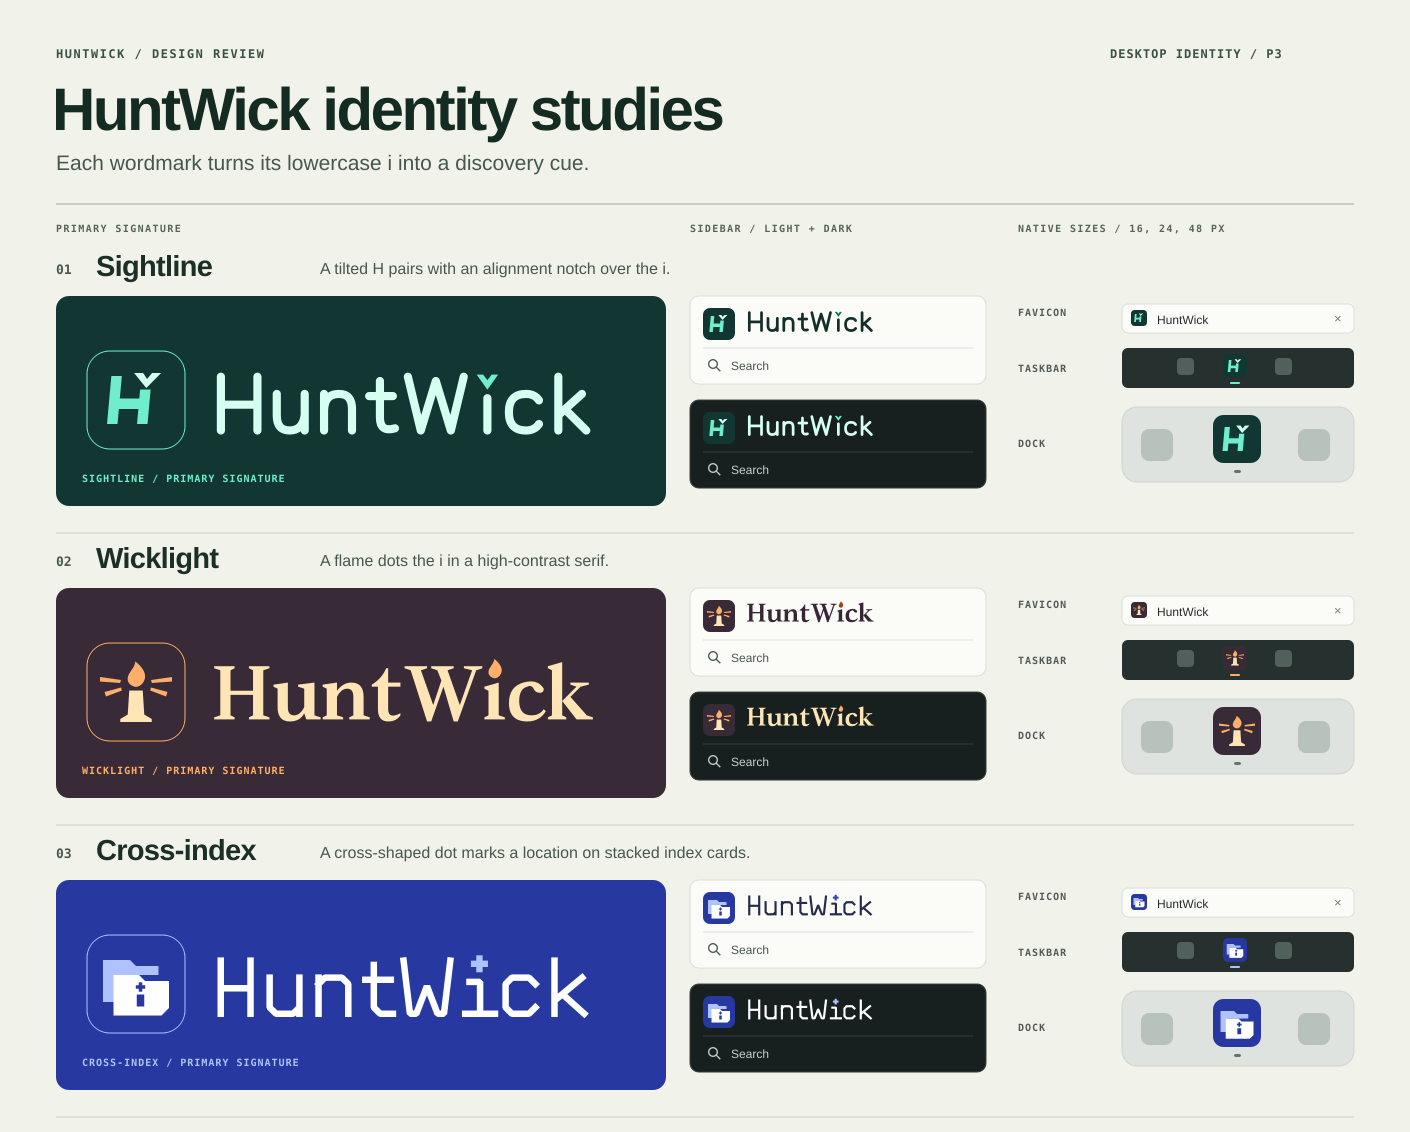 HUNTWICK / DESIGN REVIEW
DESKTOP IDENTITY / P3
HuntWick identity studies
Each wordmark turns its lowercase i into a discovery cue.
PRIMARY SIGNATURE
SIDEBAR / LIGHT + DARK
NATIVE SIZES / 16, 24, 48 PX
01 Sightline
A tilted H pairs with an alignment notch over the i.
H HuntWick
SIGHTLINE / PRIMARY SIGNATURE
H HuntWick
Search
H HuntWick
Search
FAVICON
H HuntWick ×
TASKBAR
H
DOCK
H
02 Wicklight
A flame dots the i in a high-contrast serif.
HuntWick
WICKLIGHT / PRIMARY SIGNATURE
HuntWick
Search
HuntWick
Search
FAVICON
HuntWick ×
TASKBAR
DOCK
03 Cross-index
A cross-shaped dot marks a location on stacked index cards.
i HuntWick
CROSS-INDEX / PRIMARY SIGNATURE
i HuntWick
Search
i HuntWick
Search
FAVICON
i HuntWick ×
TASKBAR
i
DOCK
i